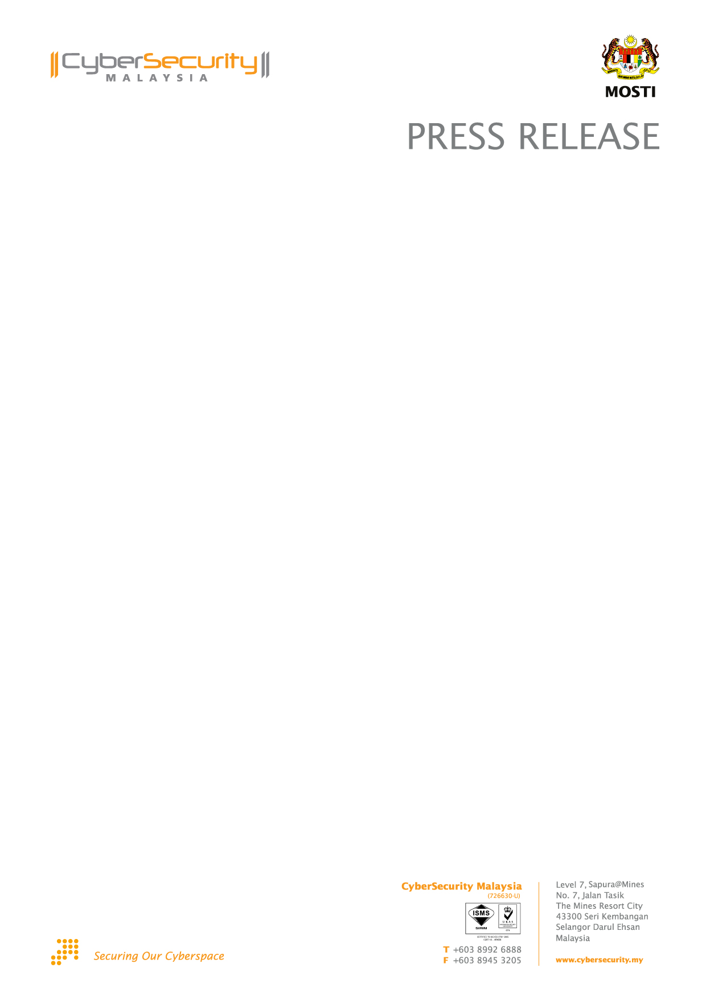 CyberSecurity
MALAYSIA
MOSTI
PRESS RELEASE
CyberSecurity Malaysia
(726630-U)
ISMS
SIRIM
UKAS
074
T +603 8992 6888
F +603 8945 3205
Level 7, Sapura@Mines
No. 7, Jalan Tasik
The Mines Resort City
43300 Seri Kembangan
Selangor Darul Ehsan
Malaysia
www.cybersecurity.my
Securing Our Cyberspace